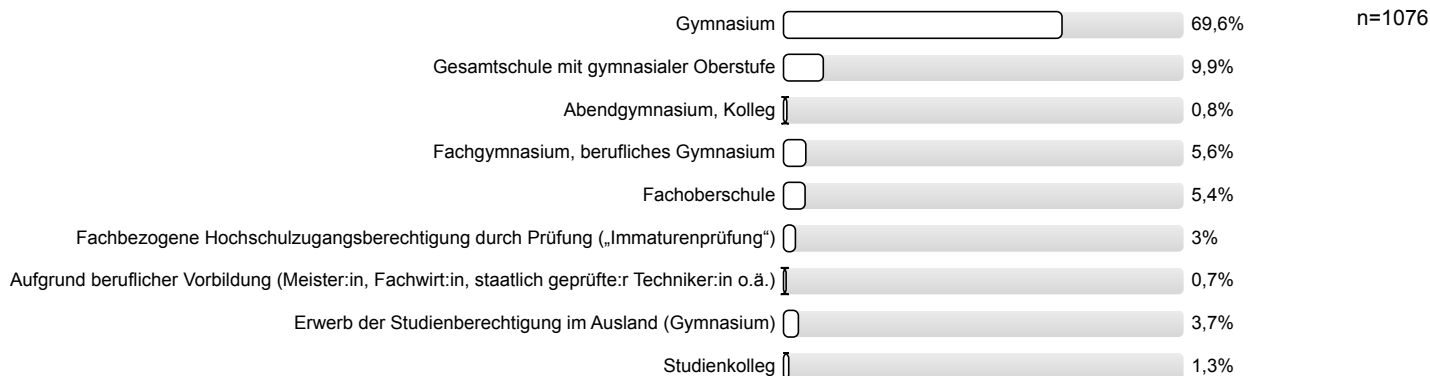 Gymnasium 69,6% n=1076
Gesamtschule mit gymnasialer Oberstufe 9,9%
Abendgymnasium, Kolleg 0,8%
Fachgymnasium, berufliches Gymnasium 5,6%
Fachoberschule 5,4%
Fachbezogene Hochschulzugangsberechtigung durch Prüfung („Immaturenprüfung“) 3%
Aufgrund beruflicher Vorbildung (Meister:in, Fachwirt:in, staatlich geprüfte:r Techniker:in o.ä.) 0,7%
Erwerb der Studienberechtigung im Ausland (Gymnasium) 3,7%
Studienkolleg 1,3%